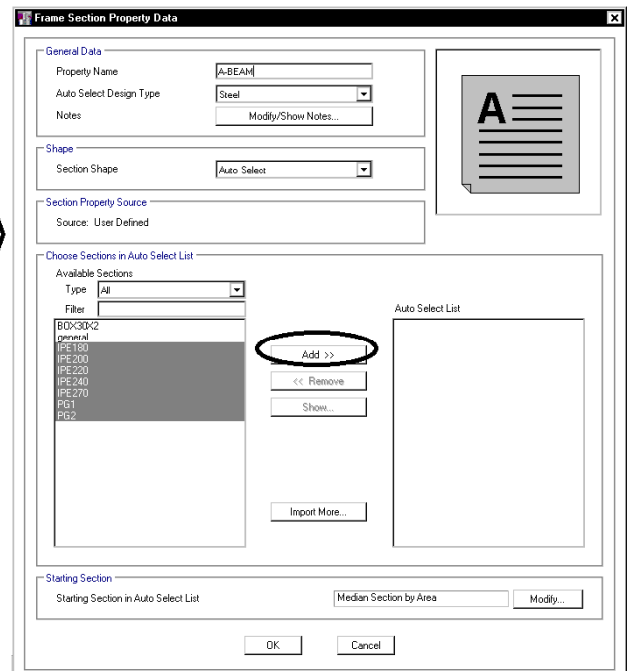 Frame Section Property Data
General Data
Property Name A-BEAM
Auto Select Design Type Steel
Notes Modify/Show Notes...
A
Shape
Section Shape Auto Select
Section Property Source
Source: User Defined
Choose Sections in Auto Select List
Available Sections
Type All
Filter
Auto Select List
BOX30X2
general
IPE180
IPE200
IPE220
IPE240
IPE270
PG1
PG2
Add >>
<< Remove
Show...
Import More...
Starting Section
Starting Section in Auto Select List Median Section by Area Modify...
OK Cancel